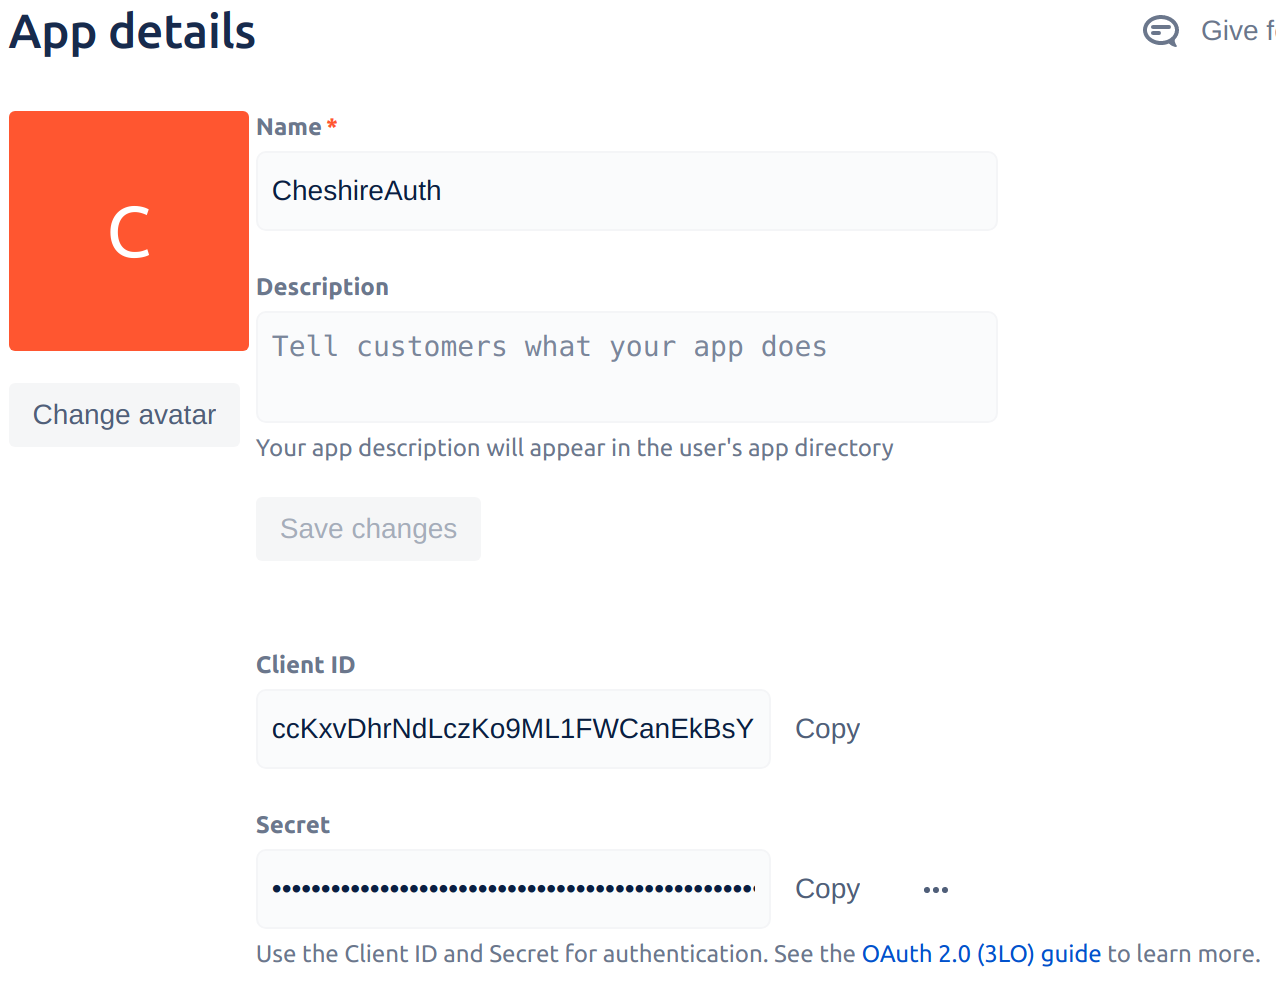 App details
Give f
C
Name *
CheshireAuth
Description
Tell customers what your app does
Change avatar
Your app description will appear in the user's app directory
Save changes
Client ID
ccKxvDhrNdLczKo9ML1FWCanEkBsY
Copy
Secret
Copy
Use the Client ID and Secret for authentication. See the OAuth 2.0 (3LO) guide to learn more.